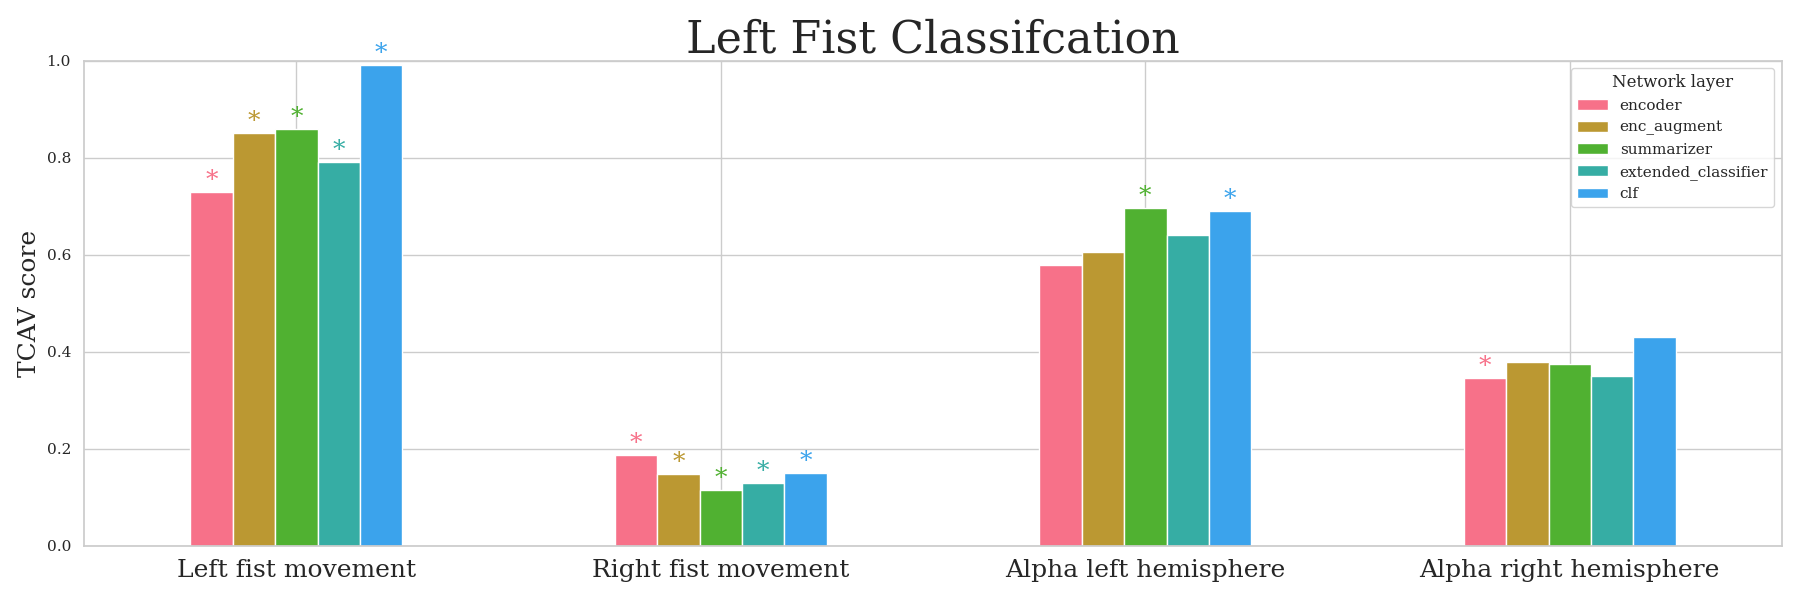 Left Fist Classifcation
*
1.0
Network layer
encoder
* * enc_augment
* summarizer
0.8
* extended_classifier
* * * clf
0.6
TCAV score
0.4
*
*
0.2
* * * *
0.0
Left fist movement Right fist movement Alpha left hemisphere Alpha right hemisphere